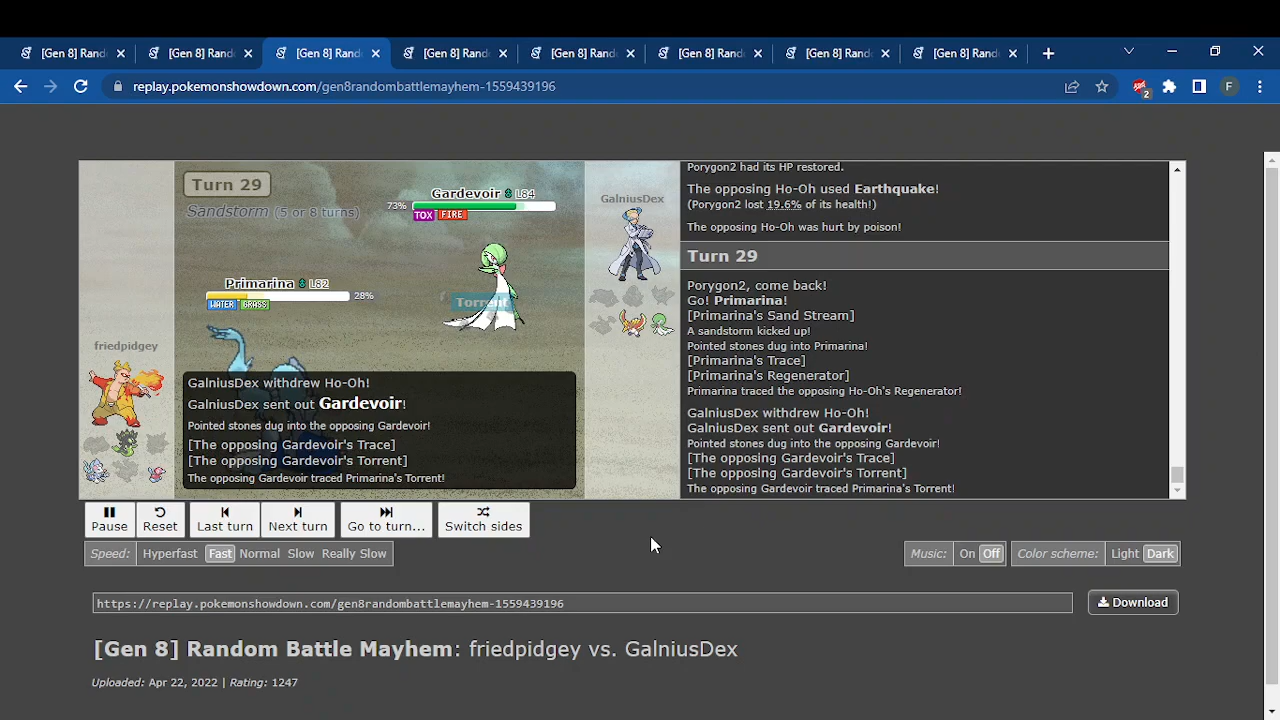 [Gen 8] Rand
[Gen 8] Rand
[Gen 8] Rand
[Gen 8] Rand
[Gen 8] Rand
[Gen 8] Rand
[Gen 8] Rand
[Gen 8] Rand
replay.pokemonshowdown.com/gen8randombattlemayhem-1559439196
2
F
Turn 29
Sandstorm (5 or 8 turns)
Gardevoir L84
73%
TOX FIRE
Primarina L82
28%
WATER GRASS
Torrent
friedpidgey
GalniusDex
GalniusDex withdrew Ho-Oh!
GalniusDex sent out Gardevoir!
Pointed stones dug into the opposing Gardevoir!
[The opposing Gardevoir's Trace]
[The opposing Gardevoir's Torrent]
The opposing Gardevoir traced Primarina's Torrent!
Porygon2 had its HP restored.
The opposing Ho-Oh used Earthquake!
(Porygon2 lost 19.6% of its health!)
The opposing Ho-Oh was hurt by poison!
Turn 29
Porygon2, come back!
Go! Primarina!
[Primarina's Sand Stream]
A sandstorm kicked up!
Pointed stones dug into Primarina!
[Primarina's Trace]
[Primarina's Regenerator]
Primarina traced the opposing Ho-Oh's Regenerator!
GalniusDex withdrew Ho-Oh!
GalniusDex sent out Gardevoir!
Pointed stones dug into the opposing Gardevoir!
[The opposing Gardevoir's Trace]
[The opposing Gardevoir's Torrent]
The opposing Gardevoir traced Primarina's Torrent!
Pause
Reset
Last turn
Next turn
Go to turn...
Switch sides
Speed: Hyperfast Fast Normal Slow Really Slow
Music: On Off
Color scheme: Light Dark
https://replay.pokemonshowdown.com/gen8randombattlemayhem-1559439196
Download
[Gen 8] Random Battle Mayhem: friedpidgey vs. GalniusDex
Uploaded: Apr 22, 2022 | Rating: 1247